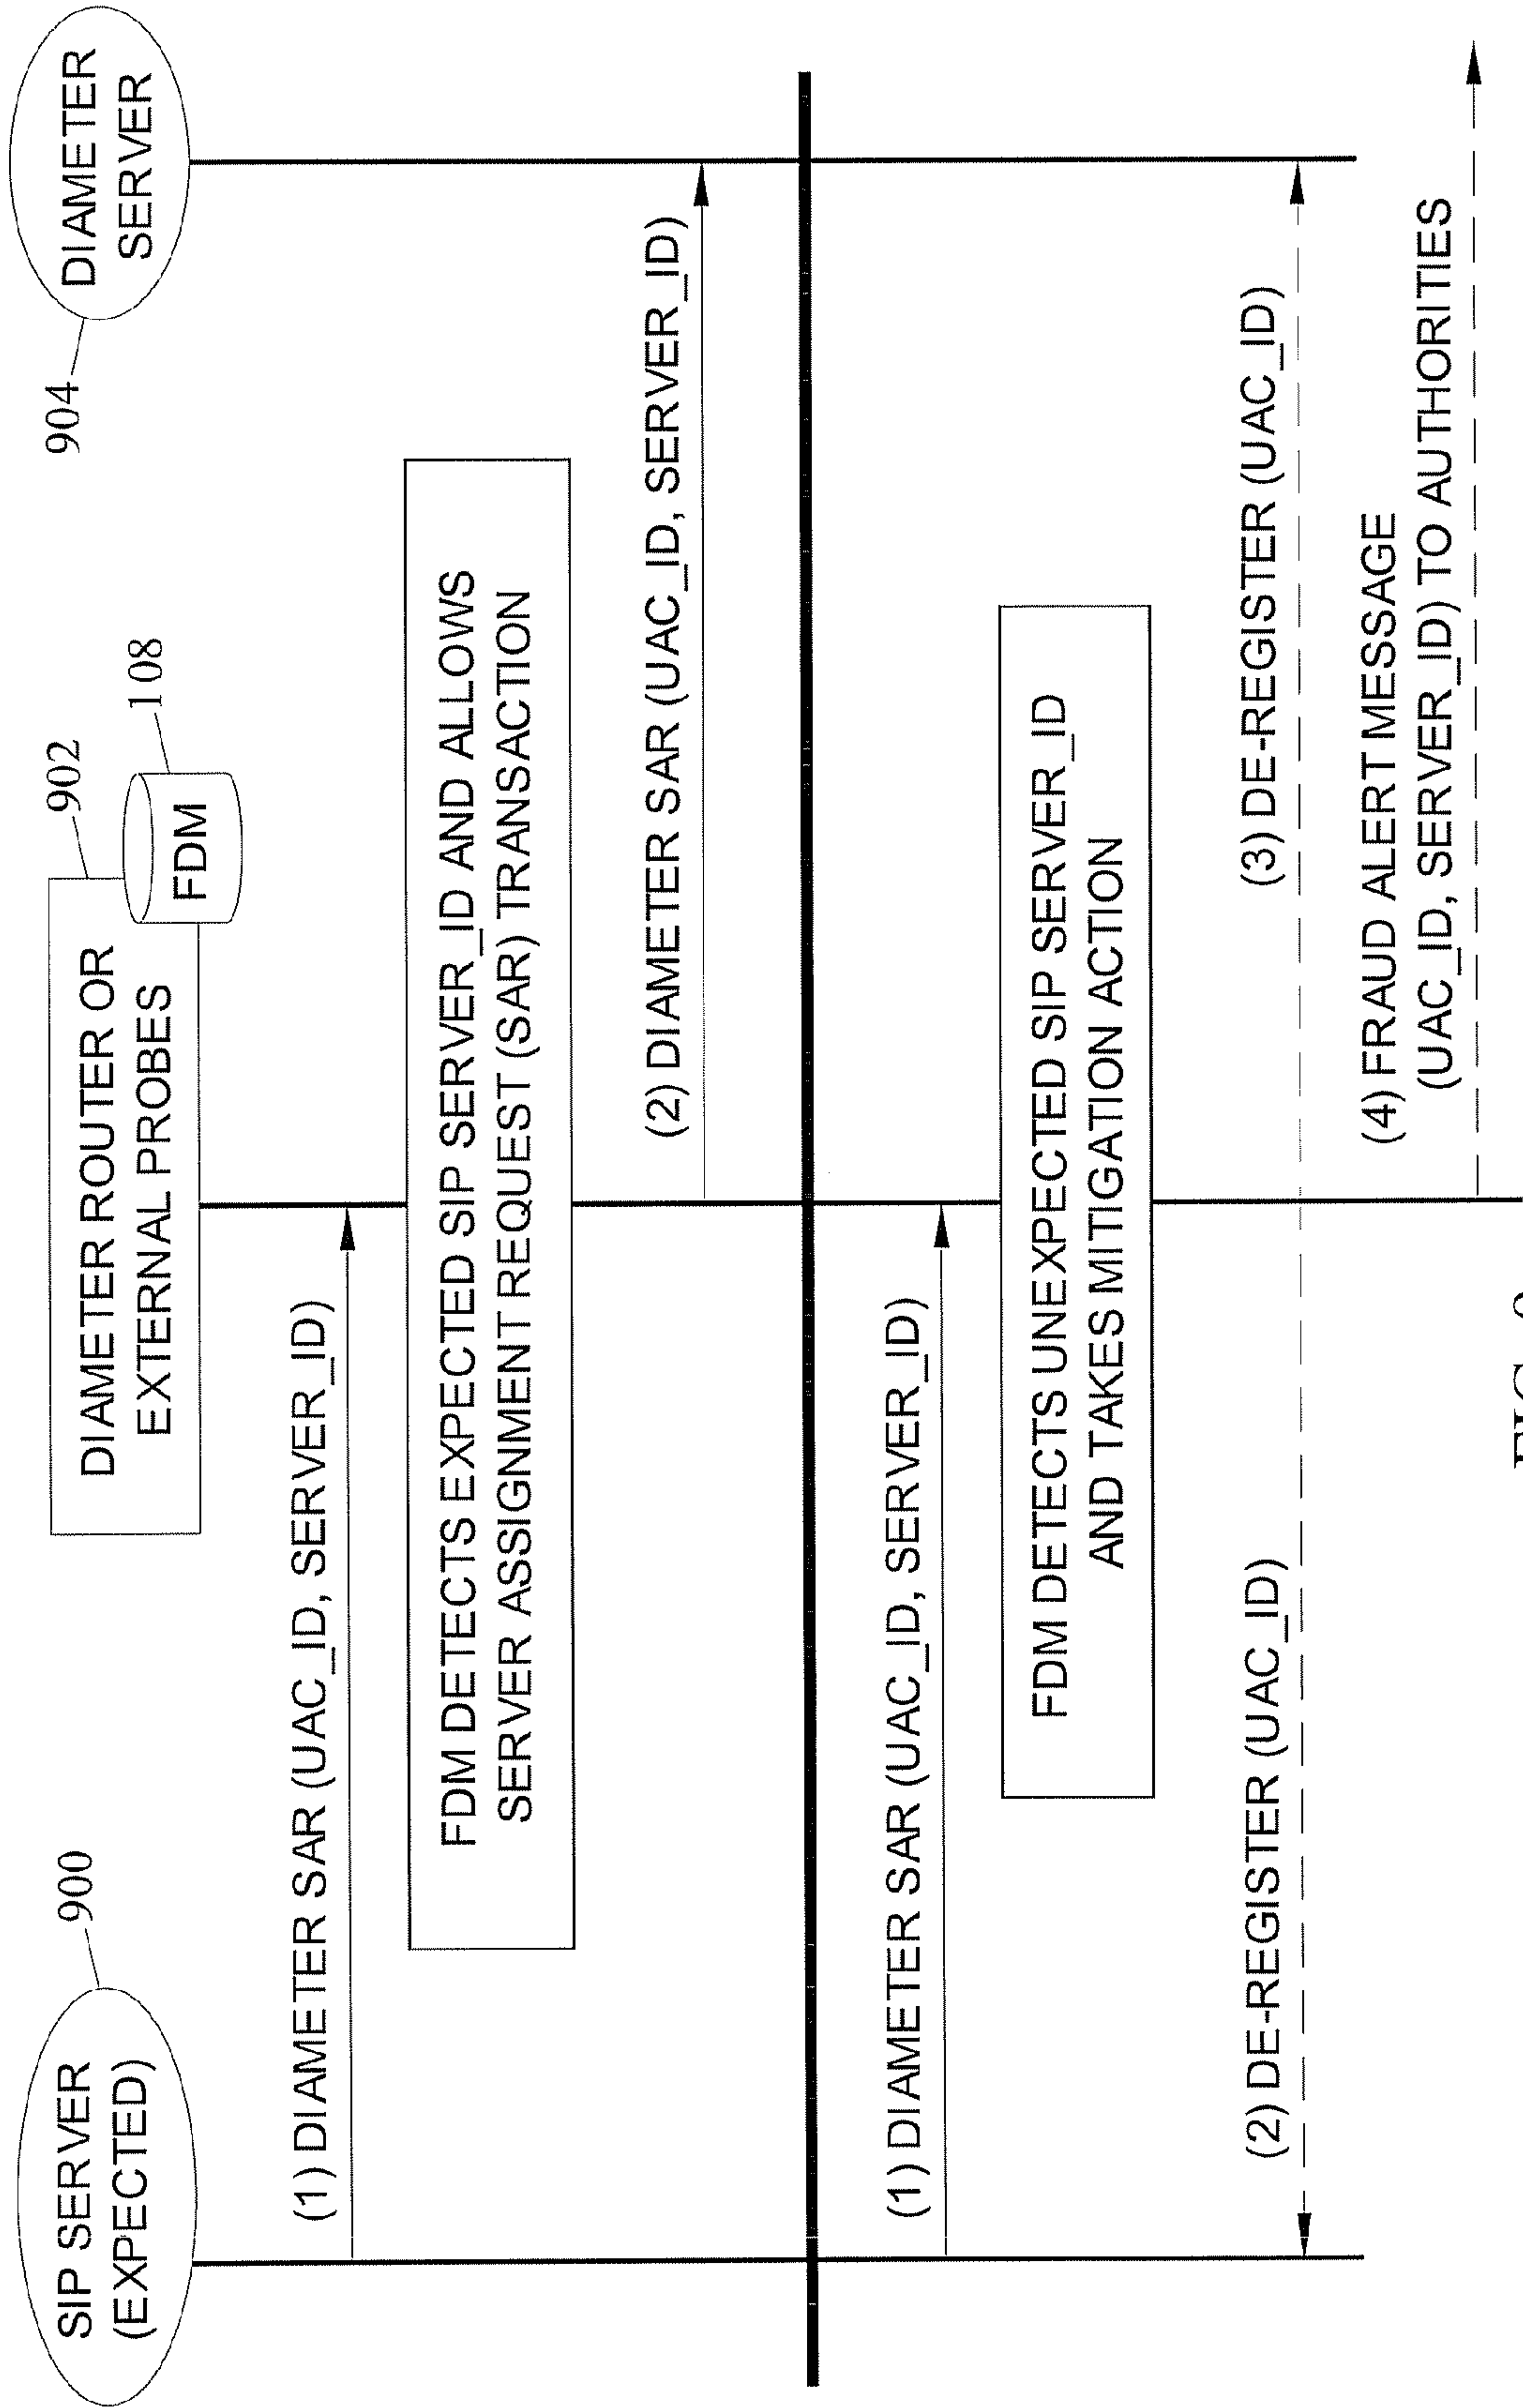 SIP SERVER
(EXPECTED)
900
DIAMETER ROUTER OR
EXTERNAL PROBES
902
FDM
108
DIAMETER
SERVER
904
(1) DIAMETER SAR (UAC_ID, SERVER_ID)
FDM DETECTS EXPECTED SIP SERVER_ID AND ALLOWS
SERVER ASSIGNMENT REQUEST (SAR) TRANSACTION
(2) DIAMETER SAR (UAC_ID, SERVER_ID)
(1) DIAMETER SAR (UAC_ID, SERVER_ID)
FDM DETECTS UNEXPECTED SIP SERVER_ID
AND TAKES MITIGATION ACTION
(2) DE-REGISTER (UAC_ID)
(3) DE-REGISTER (UAC_ID)
(4) FRAUD ALERT MESSAGE
(UAC_ID, SERVER_ID) TO AUTHORITIES